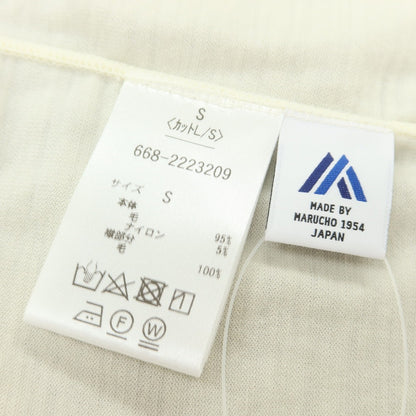 S
〈カットL/S〉
668-2223209
サイズ S
本体
毛 95%
ナイロン 5%
織部分
毛 100%
F W
MADE BY
MARUCHO 1954
JAPAN